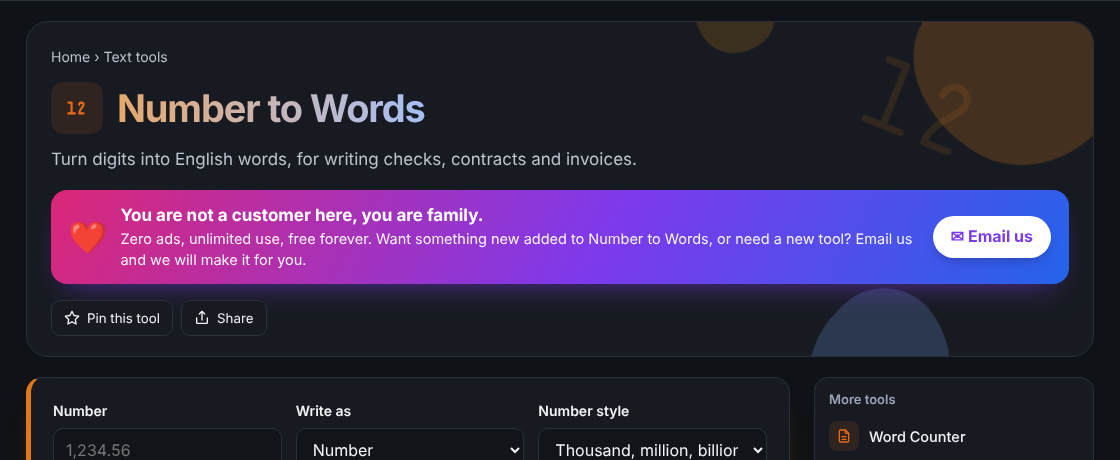 Home › Text tools
12
12
Number to Words
Turn digits into English words, for writing checks, contracts and invoices.
You are not a customer here, you are family.
Zero ads, unlimited use, free forever. Want something new added to Number to Words, or need a new tool? Email us
and we will make it for you.
✉ Email us
Pin this tool
Share
Number
Write as
Number style
More tools
1,234.56
Number
Thousand, million, billior
Word Counter